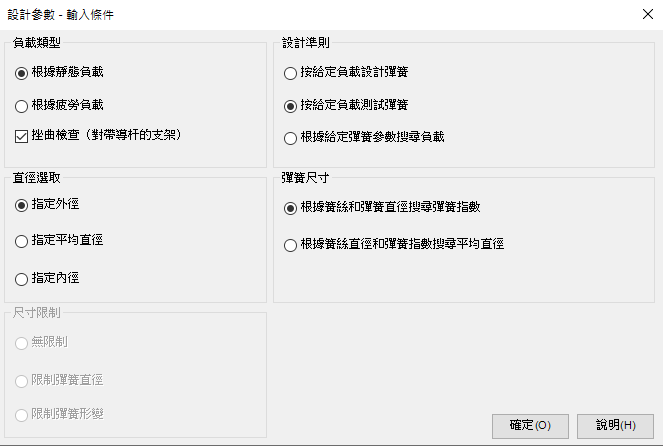 設計參數 - 輸入條件
負載類型
根據靜態負載
根據疲勞負載
挫曲檢查（對帶導杆的支架）
設計準則
按給定負載設計彈簧
按給定負載測試彈簧
根據給定彈簧參數搜尋負載
直徑選取
指定外徑
指定平均直徑
指定內徑
彈簧尺寸
根據簧絲和彈簧直徑搜尋彈簧指數
根據簧絲直徑和彈簧指數搜尋平均直徑
尺寸限制
無限制
限制彈簧直徑
限制彈簧形變
確定(O)
說明(H)